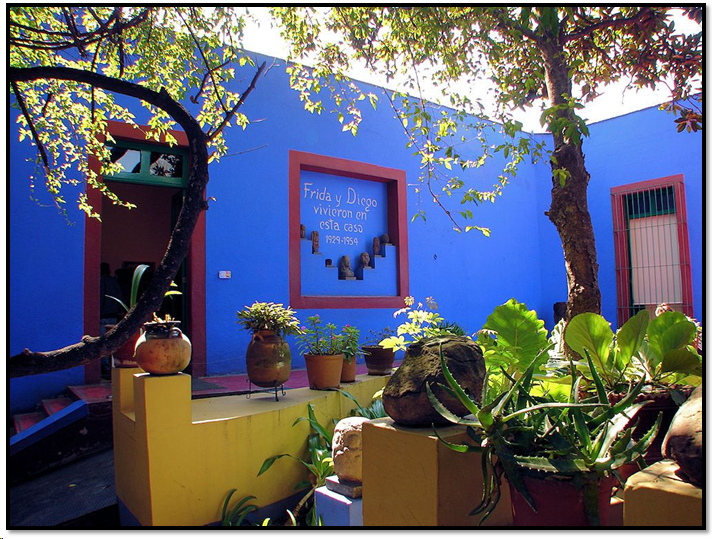 Frida y Diego
vivieron en
esta casa
1929-1954